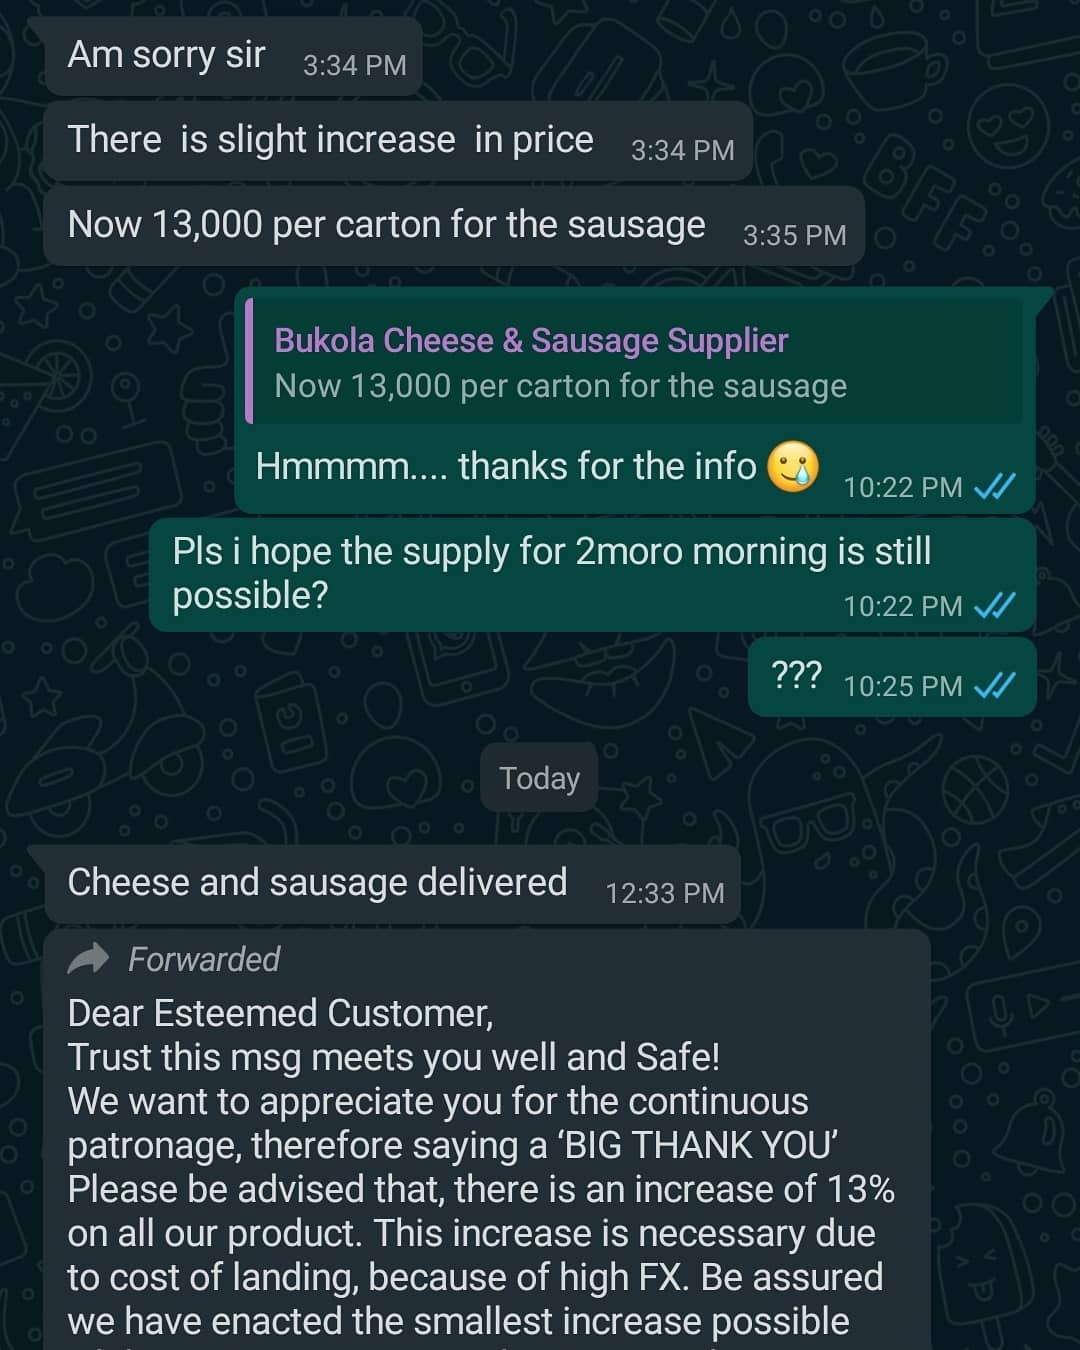 Am sorry sir 3:34 PM
There is slight increase in price 3:34 PM
Now 13,000 per carton for the sausage 3:35 PM
Bukola Cheese & Sausage Supplier
Now 13,000 per carton for the sausage
Hmmmm.... thanks for the info 🥲 10:22 PM
Pls i hope the supply for 2moro morning is still
possible? 10:22 PM
??? 10:25 PM
Today
Cheese and sausage delivered 12:33 PM
Forwarded
Dear Esteemed Customer,
Trust this msg meets you well and Safe!
We want to appreciate you for the continuous
patronage, therefore saying a ‘BIG THANK YOU’
Please be advised that, there is an increase of 13%
on all our product. This increase is necessary due
to cost of landing, because of high FX. Be assured
we have enacted the smallest increase possible